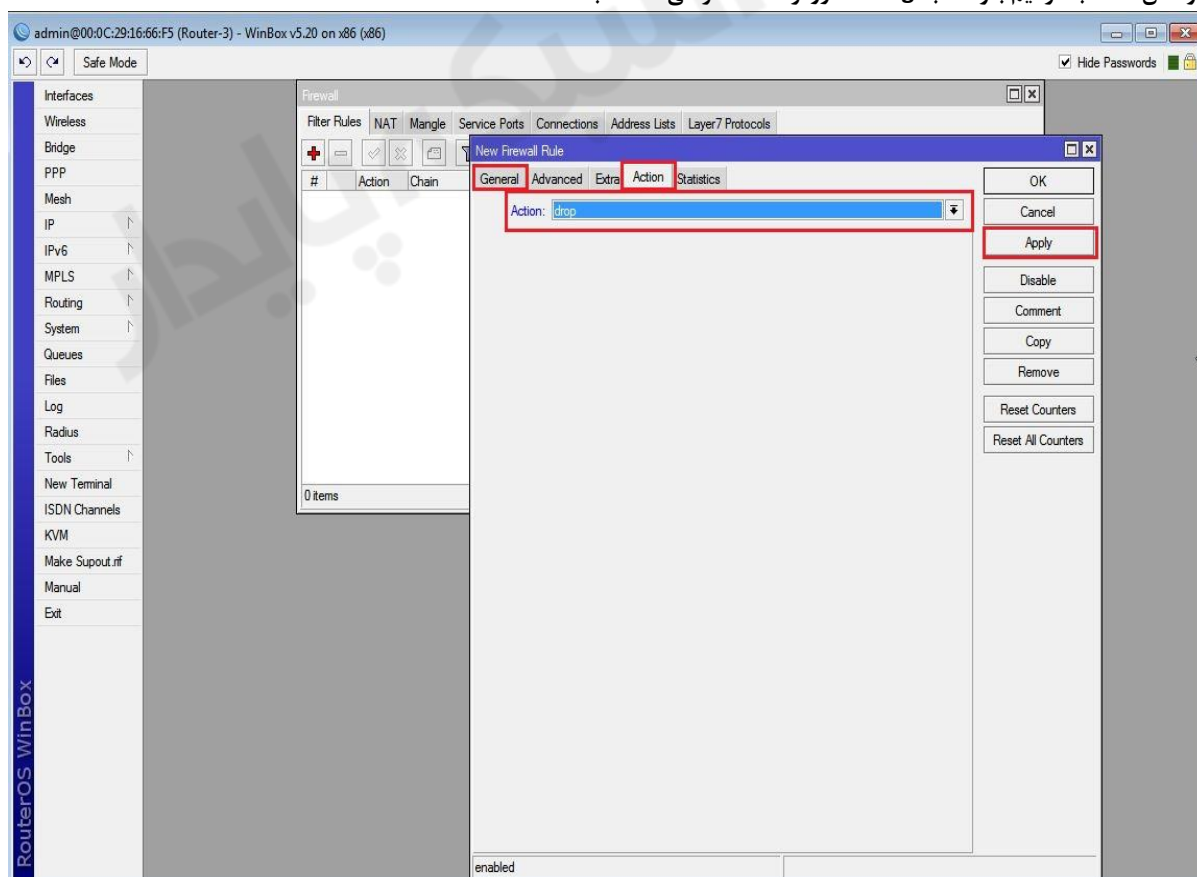 admin@00:0C:29:16:66:F5 (Router-3) - WinBox v5.20 on x86 (x86)
Safe Mode
Hide Passwords
Interfaces
Wireless
Bridge
PPP
Mesh
IP
IPv6
MPLS
Routing
System
Queues
Files
Log
Radius
Tools
New Terminal
ISDN Channels
KVM
Make Supout.rif
Manual
Exit
RouterOS WinBox
Firewall
Filter Rules NAT Mangle Service Ports Connections Address Lists Layer7 Protocols
# Action Chain
0 items
New Firewall Rule
General Advanced Extra Action Statistics
Action: drop
OK
Cancel
Apply
Disable
Comment
Copy
Remove
Reset Counters
Reset All Counters
enabled